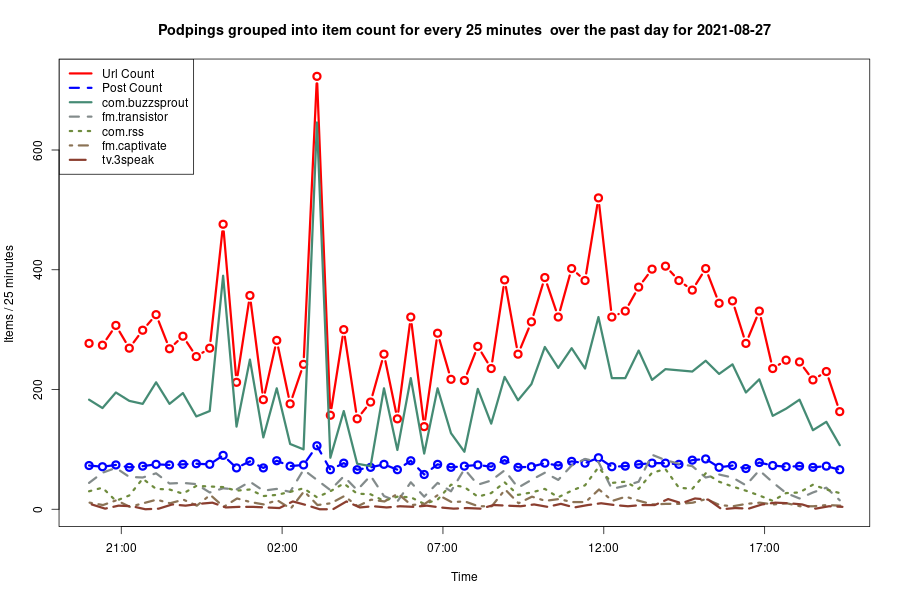 Podpings grouped into item count for every 25 minutes  over the past day for 2021-08-27
Url Count
Post Count
com.buzzsprout
fm.transistor
com.rss
fm.captivate
tv.3speak
Items / 25 minutes
600
400
200
0
21:00 02:00 07:00 12:00 17:00
Time